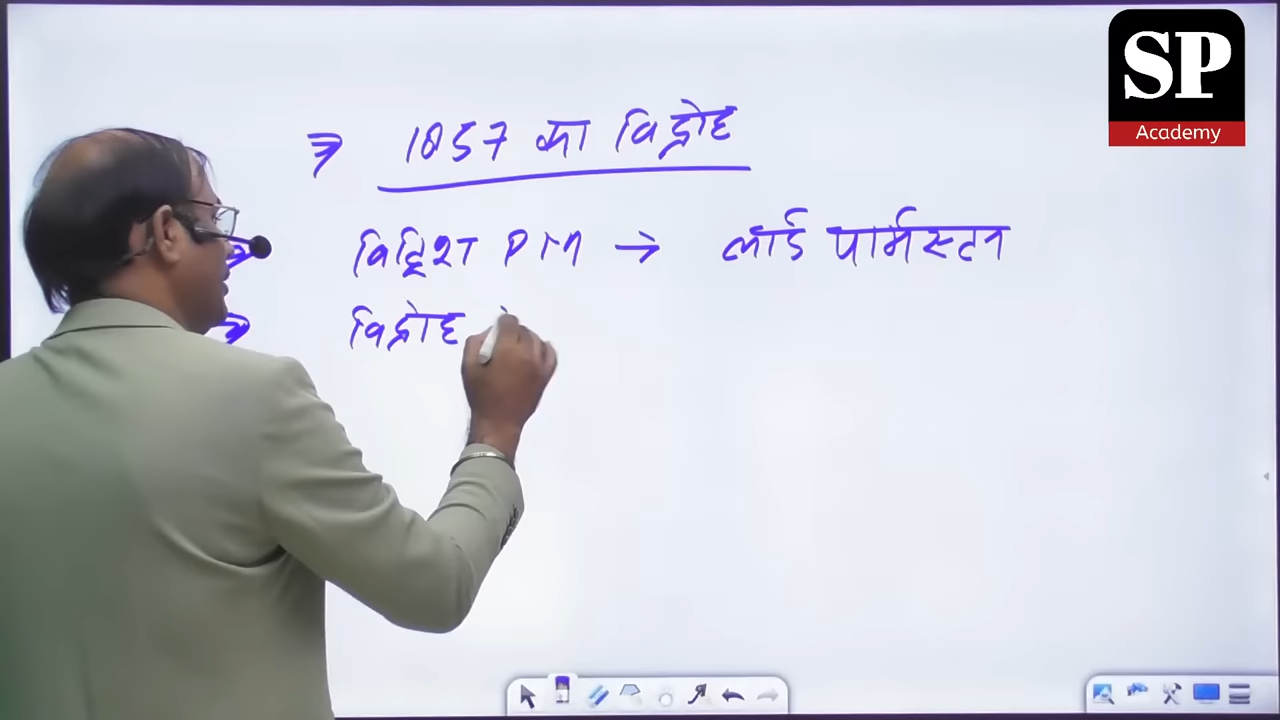 SP
Academy
⇒ 1857 का विद्रोह
⇒ ब्रिटिश PM → लार्ड पार्मस्टन
⇒ विद्रोह